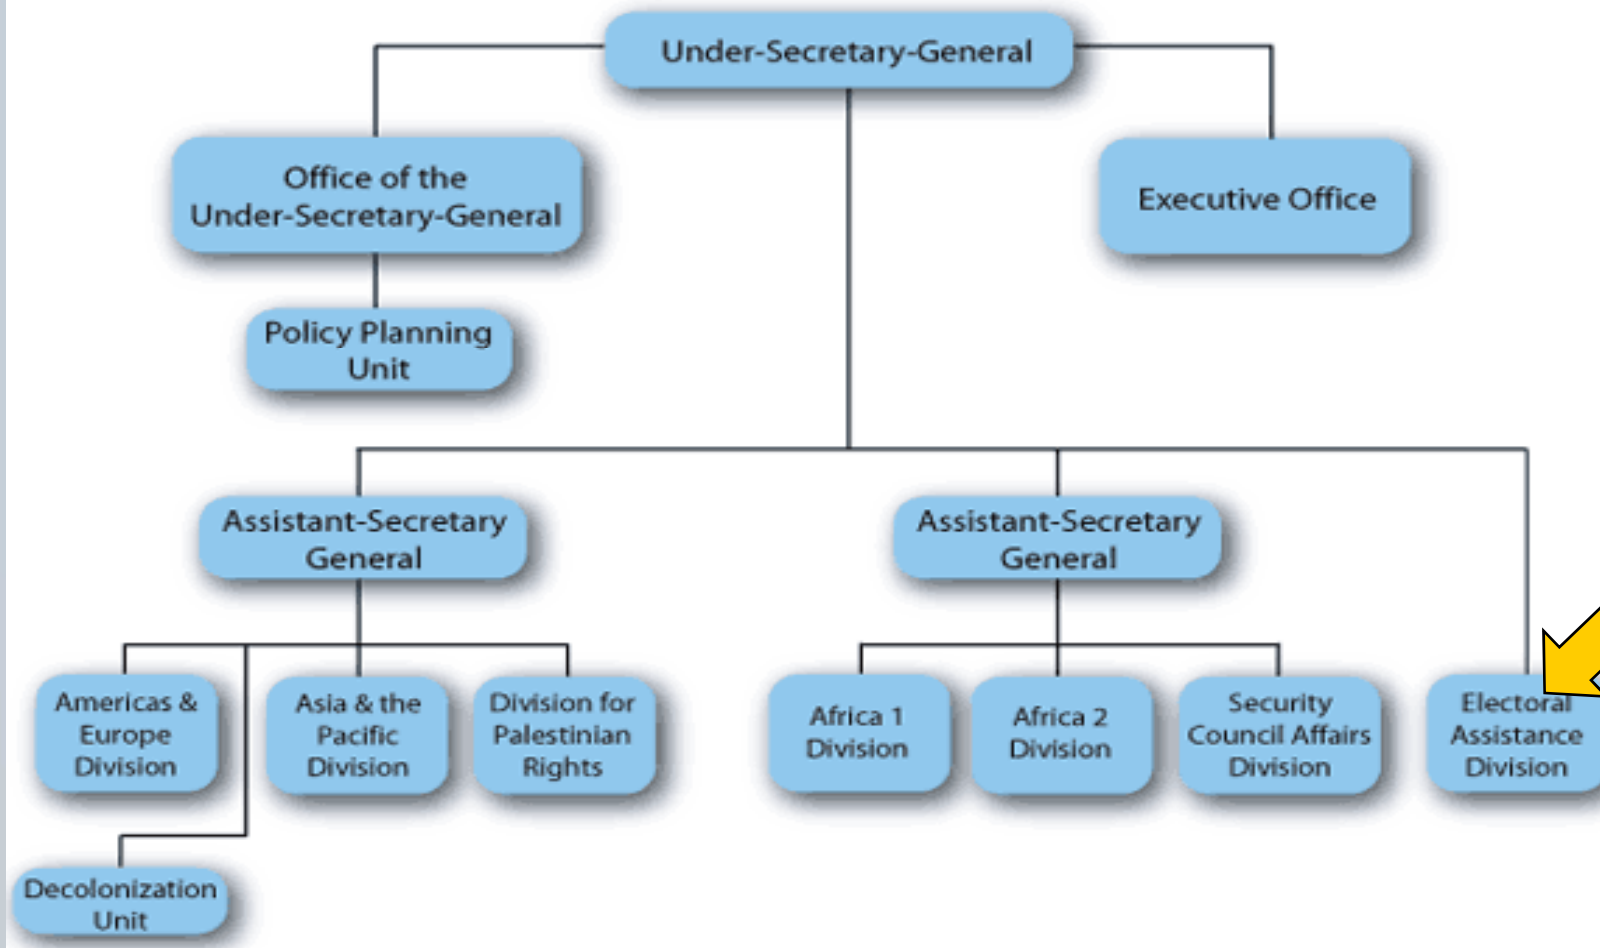 Under-Secretary-General
Office of the
Under-Secretary-General
Executive Office
Policy Planning
Unit
Assistant-Secretary
General
Assistant-Secretary
General
Americas &
Europe
Division
Asia & the
Pacific
Division
Division for
Palestinian
Rights
Africa 1
Division
Africa 2
Division
Security
Council Affairs
Division
Electoral
Assistance
Division
Decolonization
Unit